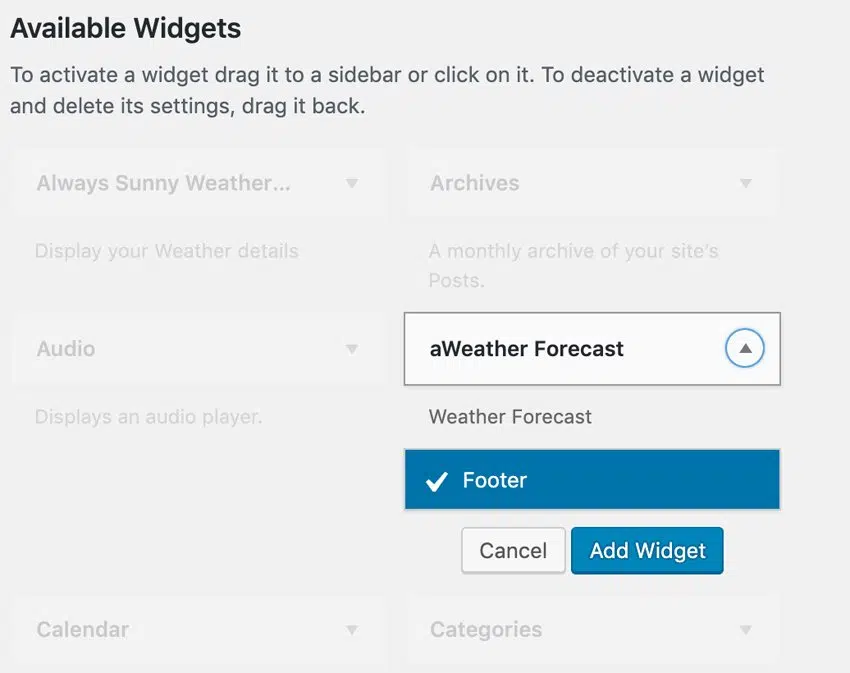 Available Widgets
To activate a widget drag it to a sidebar or click on it. To deactivate a widget
and delete its settings, drag it back.
Always Sunny Weather...
Archives
Display your Weather details
A monthly archive of your site's
Posts.
Audio
aWeather Forecast
Displays an audio player.
Weather Forecast
Footer
Cancel
Add Widget
Calendar
Categories